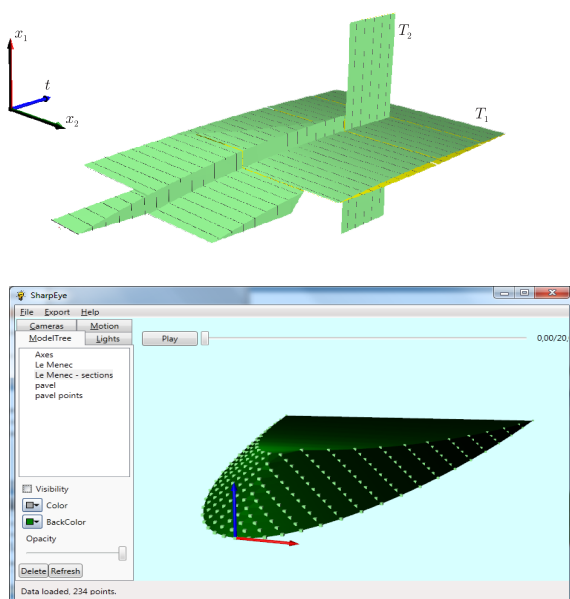 x1
T2
t
T1
x2
SharpEye
File Export Help
Cameras Motion
ModelTree Lights
Play
0,00/20,
Axes
Le Menec
Le Menec - sections
pavel
pavel points
Visibility
Color
BackColor
Opacity
Delete Refresh
Data loaded, 234 points.